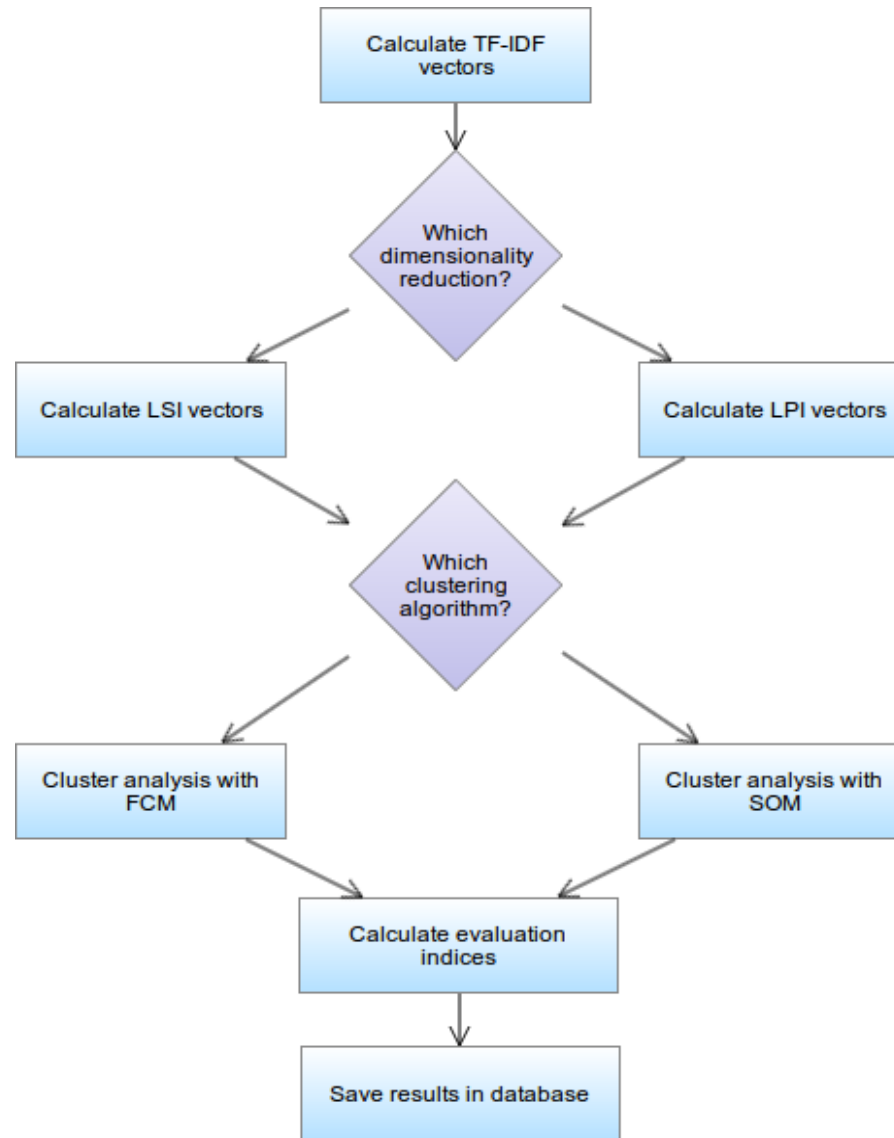 Calculate TF-IDF
vectors
Which
dimensionality
reduction?
Calculate LSI vectors
Calculate LPI vectors
Which
clustering
algorithm?
Cluster analysis with
FCM
Cluster analysis with
SOM
Calculate evaluation
indices
Save results in database